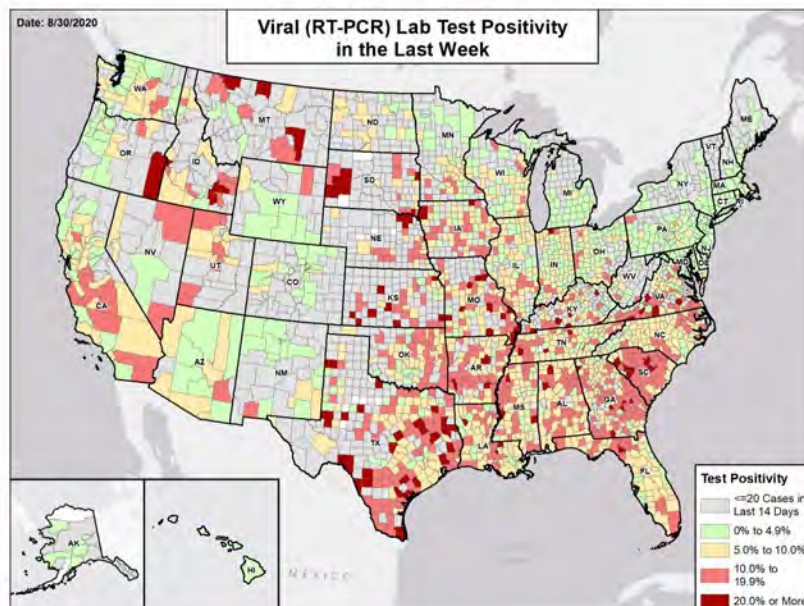 Date: 8/30/2020
Viral (RT-PCR) Lab Test Positivity
in the Last Week
WA
MT
ND
MN
ME
OR
ID
SD
WI
VT
NH
NY
MA
CT
RI
WY
MI
IA
NE
PA
NJ
NV
UT
CO
IL
IN
OH
MD
DE
WV
VA
CA
KS
MO
KY
NC
TN
AZ
NM
OK
AR
SC
MS
AL
GA
TX
LA
FL
AK
HI
MEXICO
Test Positivity
<=20 Cases in
Last 14 Days
0% to 4.9%
5.0% to 10.0%
10.0% to
19.9%
20.0% or More